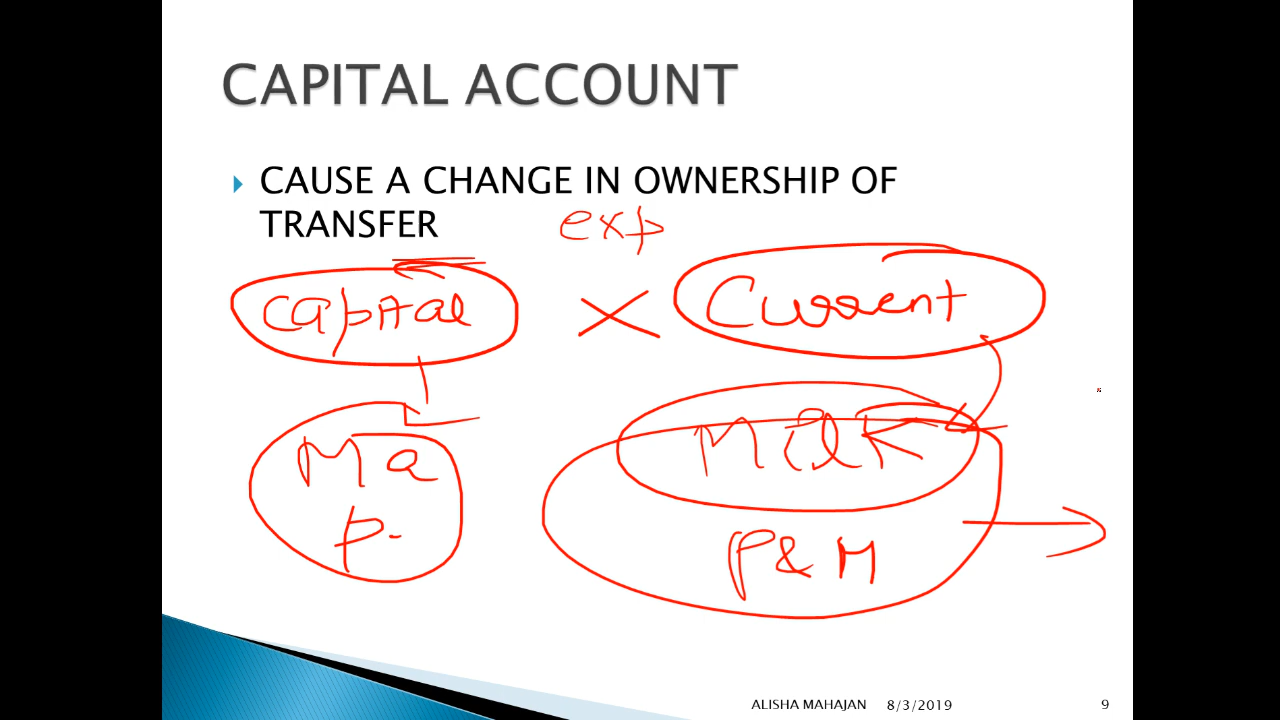 CAPITAL ACCOUNT
CAUSE A CHANGE IN OWNERSHIP OF
TRANSFER
exp
Capital
Current
Ma
Milk
P.
P&M
ALISHA MAHAJAN 8/3/2019 9